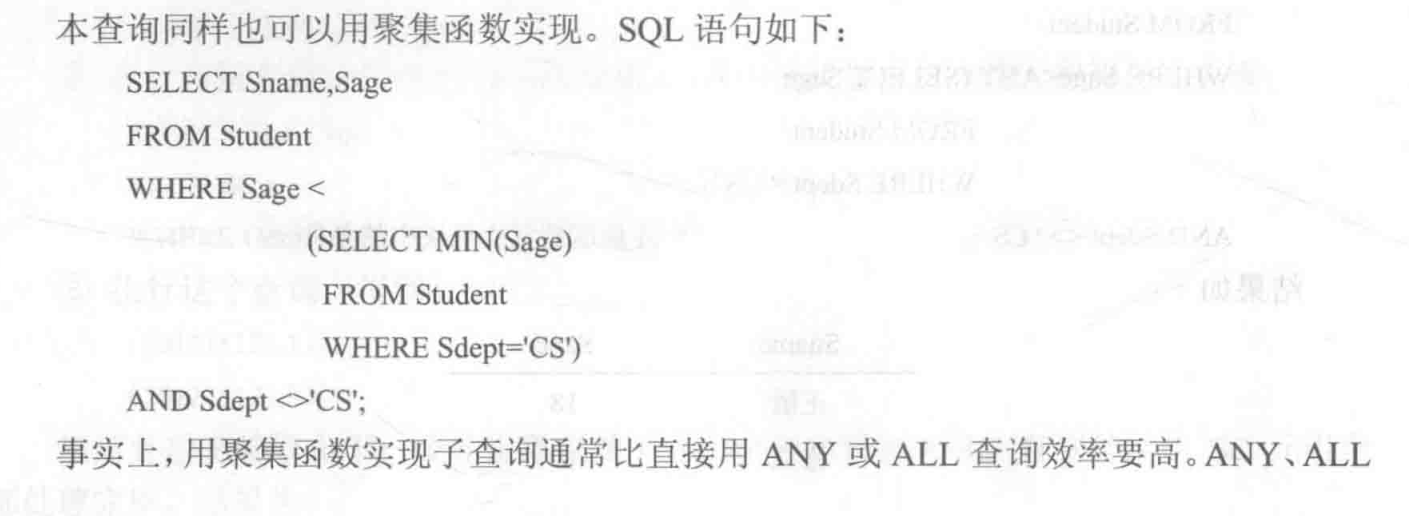 本查询同样也可以用聚集函数实现。SQL 语句如下：
SELECT Sname,Sage
FROM Student
WHERE Sage <
(SELECT MIN(Sage)
FROM Student
WHERE Sdept='CS')
AND Sdept <>'CS';
事实上,用聚集函数实现子查询通常比直接用 ANY 或 ALL 查询效率要高。ANY、ALL